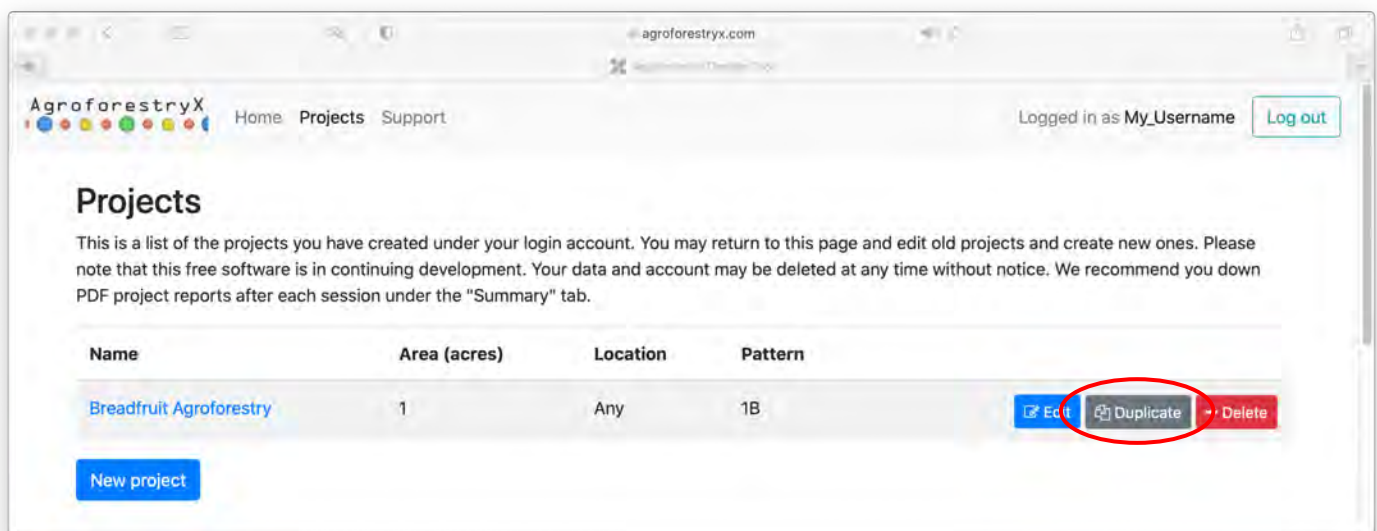 agroforestryx.com
AgroforestryX
Home Projects Support
Logged in as My_Username
Log out
Projects
This is a list of the projects you have created under your login account. You may return to this page and edit old projects and create new ones. Please
note that this free software is in continuing development. Your data and account may be deleted at any time without notice. We recommend you down
PDF project reports after each session under the "Summary" tab.
Name Area (acres) Location Pattern
Breadfruit Agroforestry 1 Any 1B Edit Duplicate Delete
New project